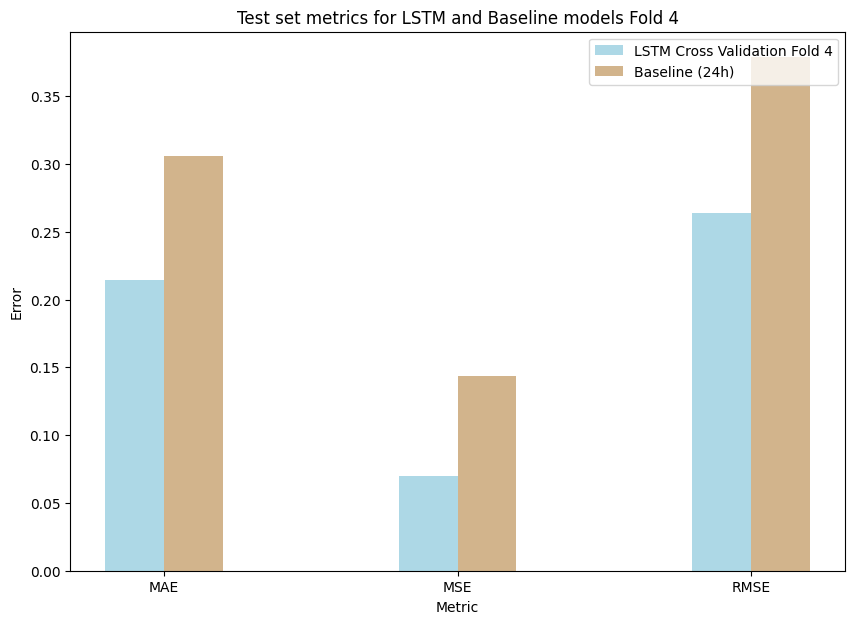 Test set metrics for LSTM and Baseline models Fold 4
LSTM Cross Validation Fold 4
Baseline (24h)
0.35
0.30
0.25
0.20
0.15
0.10
0.05
0.00
Error
MAE
MSE
RMSE
Metric